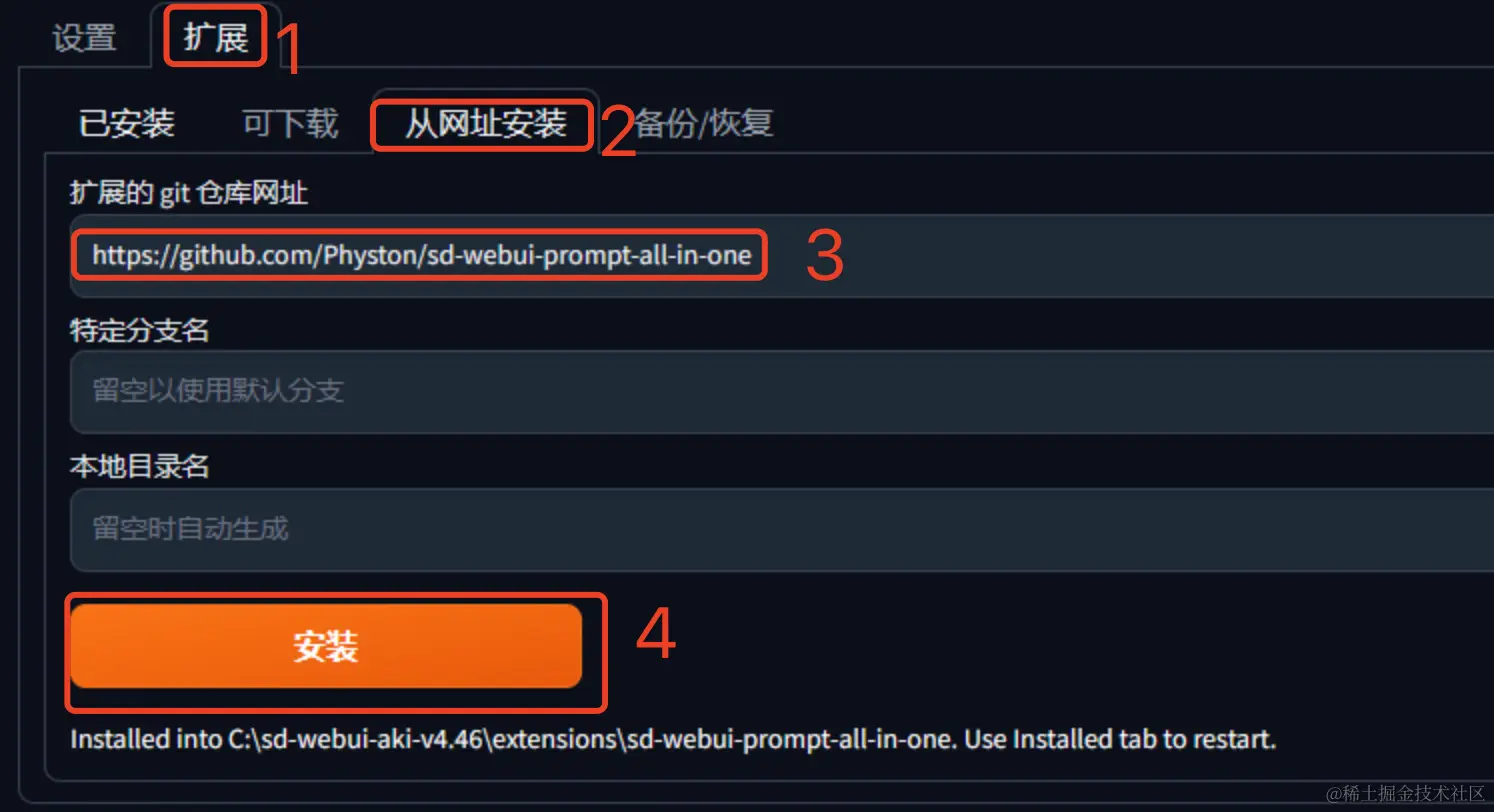 设置 扩展 1
已安装 可下载 从网址安装 2 备份/恢复
扩展的 git 仓库网址
https://github.com/Physton/sd-webui-prompt-all-in-one 3
特定分支名
留空以使用默认分支
本地目录名
留空时自动生成
安装 4
Installed into C:\sd-webui-aki-v4.46\extensions\sd-webui-prompt-all-in-one. Use Installed tab to restart.
@稀土掘金技术社区